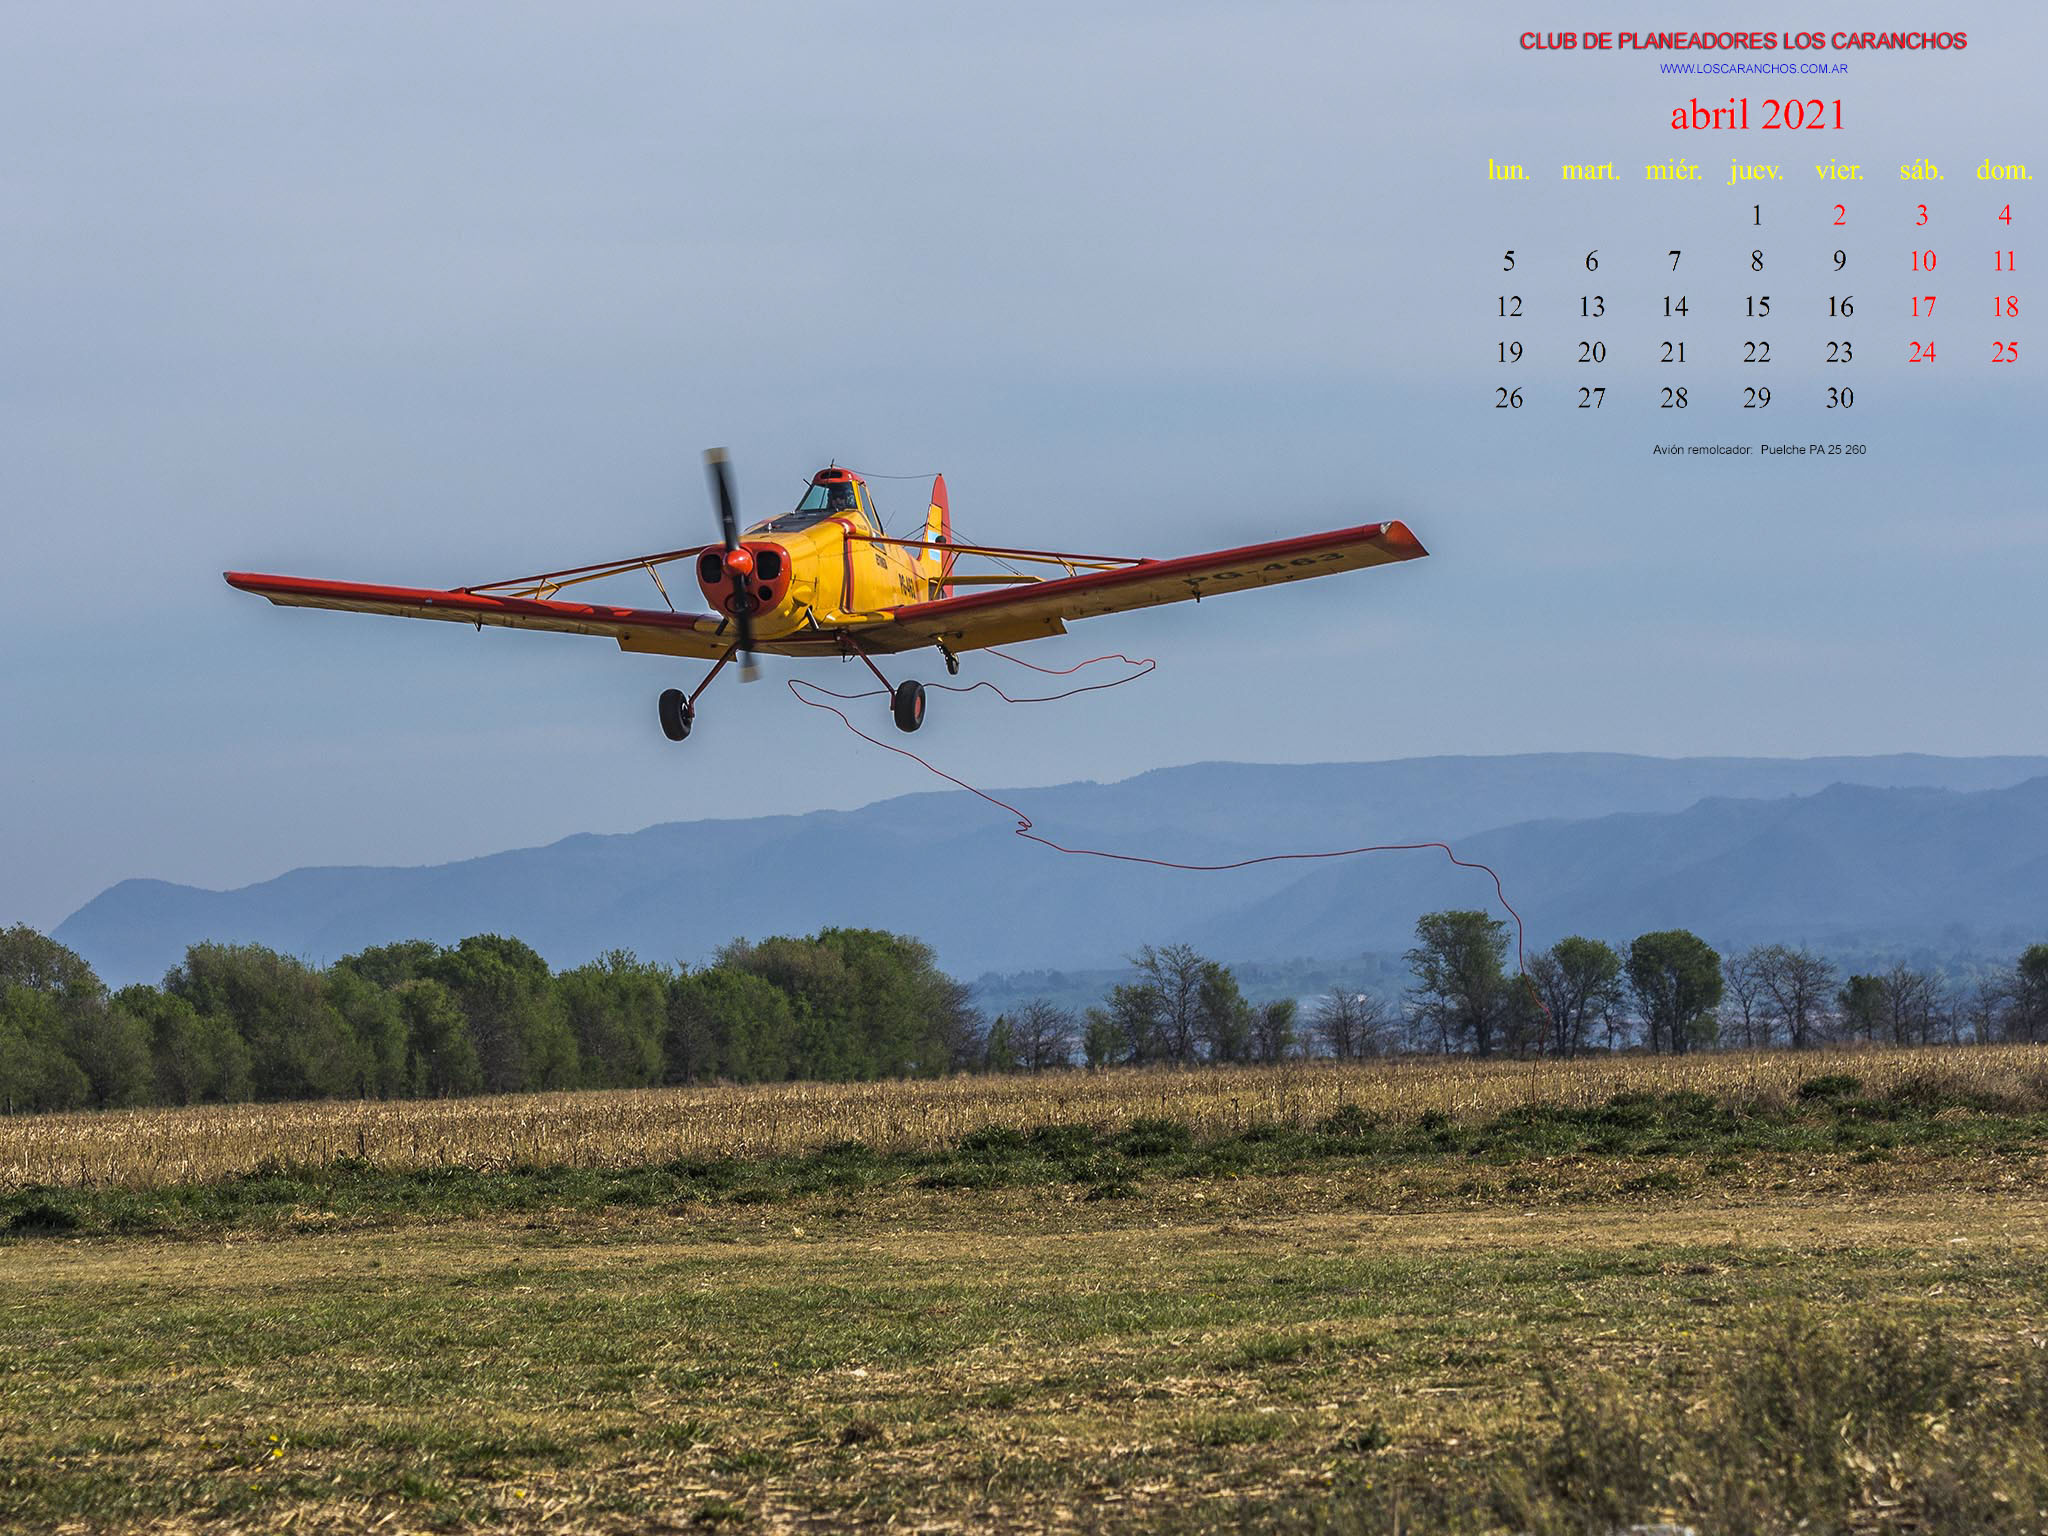 CLUB DE PLANEADORES LOS CARANCHOS
WWW.LOSCARANCHOS.COM.AR
abril 2021
lun. mart. miér. juev. vier. sáb. dom.
1 2 3 4
5 6 7 8 9 10 11
12 13 14 15 16 17 18
19 20 21 22 23 24 25
26 27 28 29 30
Avión remolcador: Puelche PA 25 260
PG-463